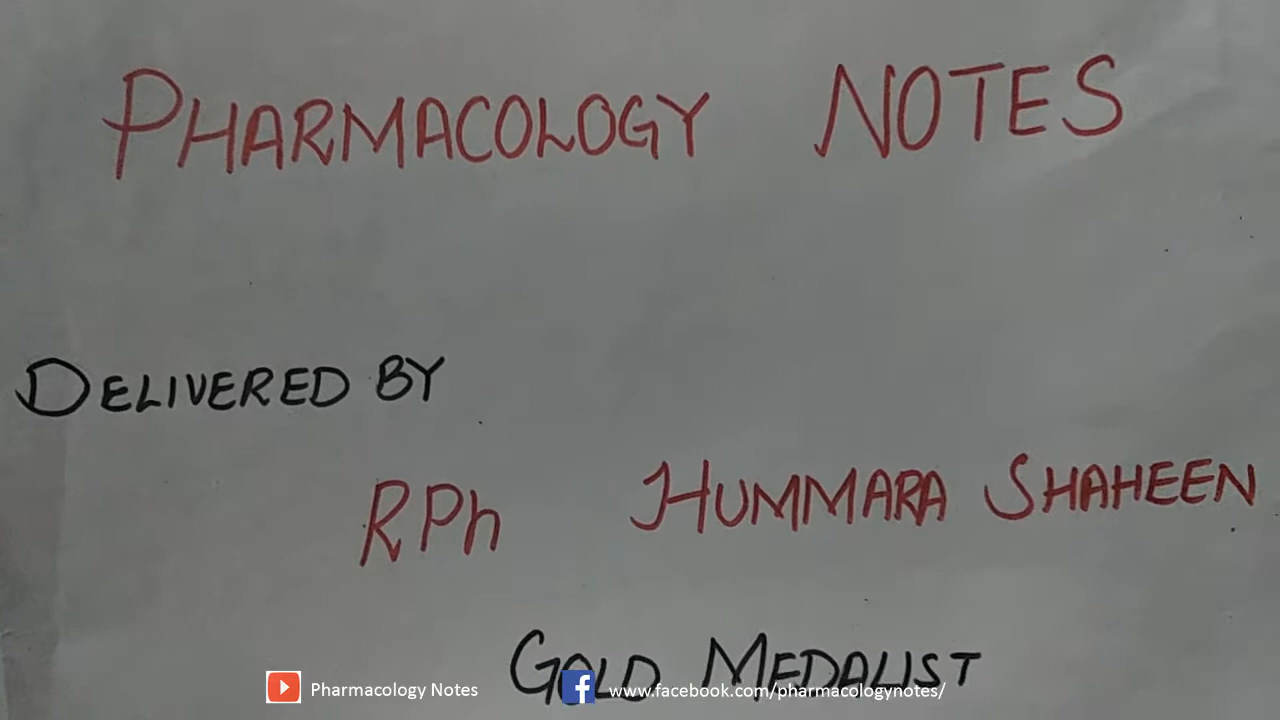 PHARMACOLOGY NOTES
DELIVERED BY
RPh HUMMARA SHAHEEN
GOLD MEDALIST
Pharmacology Notes www.facebook.com/pharmacologynotes/